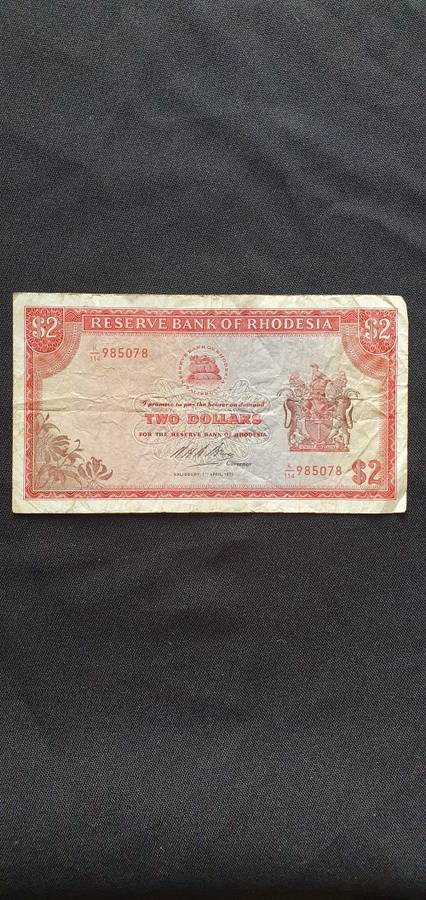 $2 RESERVE BANK OF RHODESIA $2
985078
I promise to pay the bearer on demand
TWO DOLLARS
FOR THE RESERVE BANK OF RHODESIA
Governor
985078 $2